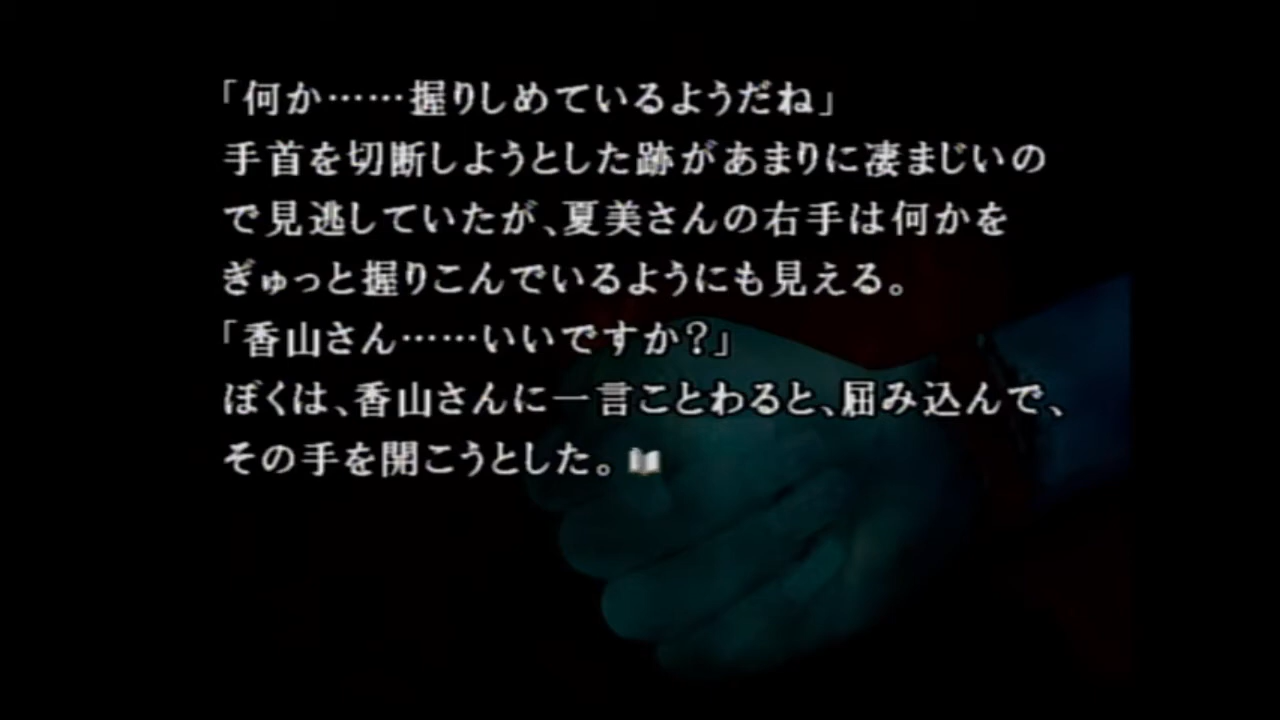 「何か……握りしめているようだね」
手首を切断しようとした跡があまりに凄まじいの
で見逃していたが、夏美さんの右手は何かを
ぎゅっと握りこんでいるようにも見える。
「香山さん……いいですか？」
ぼくは、香山さんに一言ことわると、屈み込んで、
その手を開こうとした。